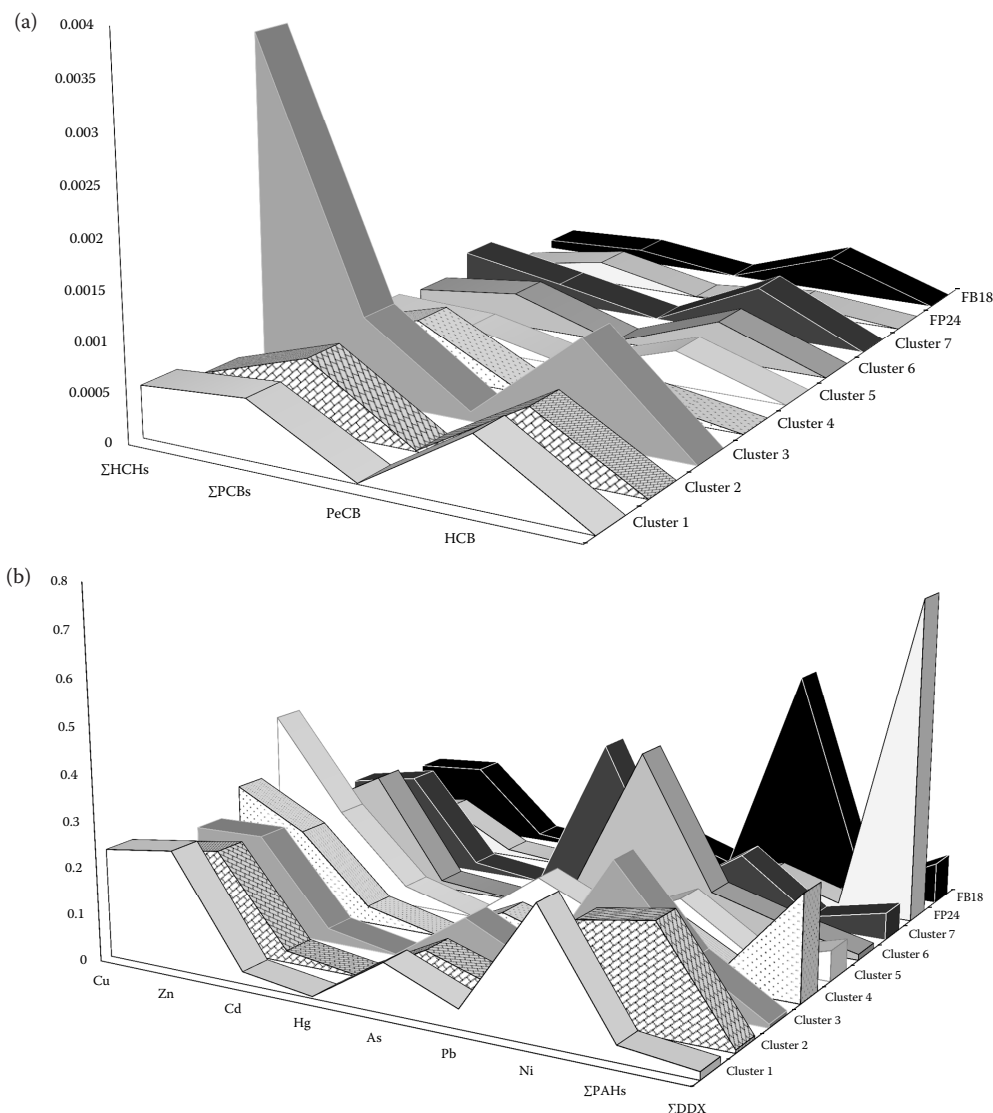 (a)
0.004
0.0035
0.003
0.0025
0.002
0.0015
0.001
0.0005
0
ΣHCHs
ΣPCBs
PeCB
HCB
Cluster 1
Cluster 2
Cluster 3
Cluster 4
Cluster 5
Cluster 6
Cluster 7
FP24
FB18
(b)
0.8
0.7
0.6
0.5
0.4
0.3
0.2
0.1
0
Cu
Zn
Cd
Hg
As
Pb
Ni
ΣPAHs
ΣDDX
Cluster 1
Cluster 2
Cluster 3
Cluster 4
Cluster 5
Cluster 6
Cluster 7
FP24
FB18